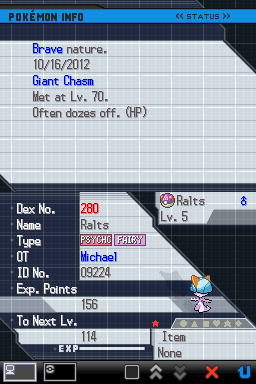 POKÉMON INFO
STATUS
Brave nature.
10/16/2012
Giant Chasm
Met at Lv. 70.
Often dozes off. (HP)
Ralts ♂
Lv. 5
Dex No. 280
Name Ralts
Type PSYCHC FAIRY
OT Michael
ID No. 09224
Exp. Points
156
To Next Lv.
114
EXP
Item
None